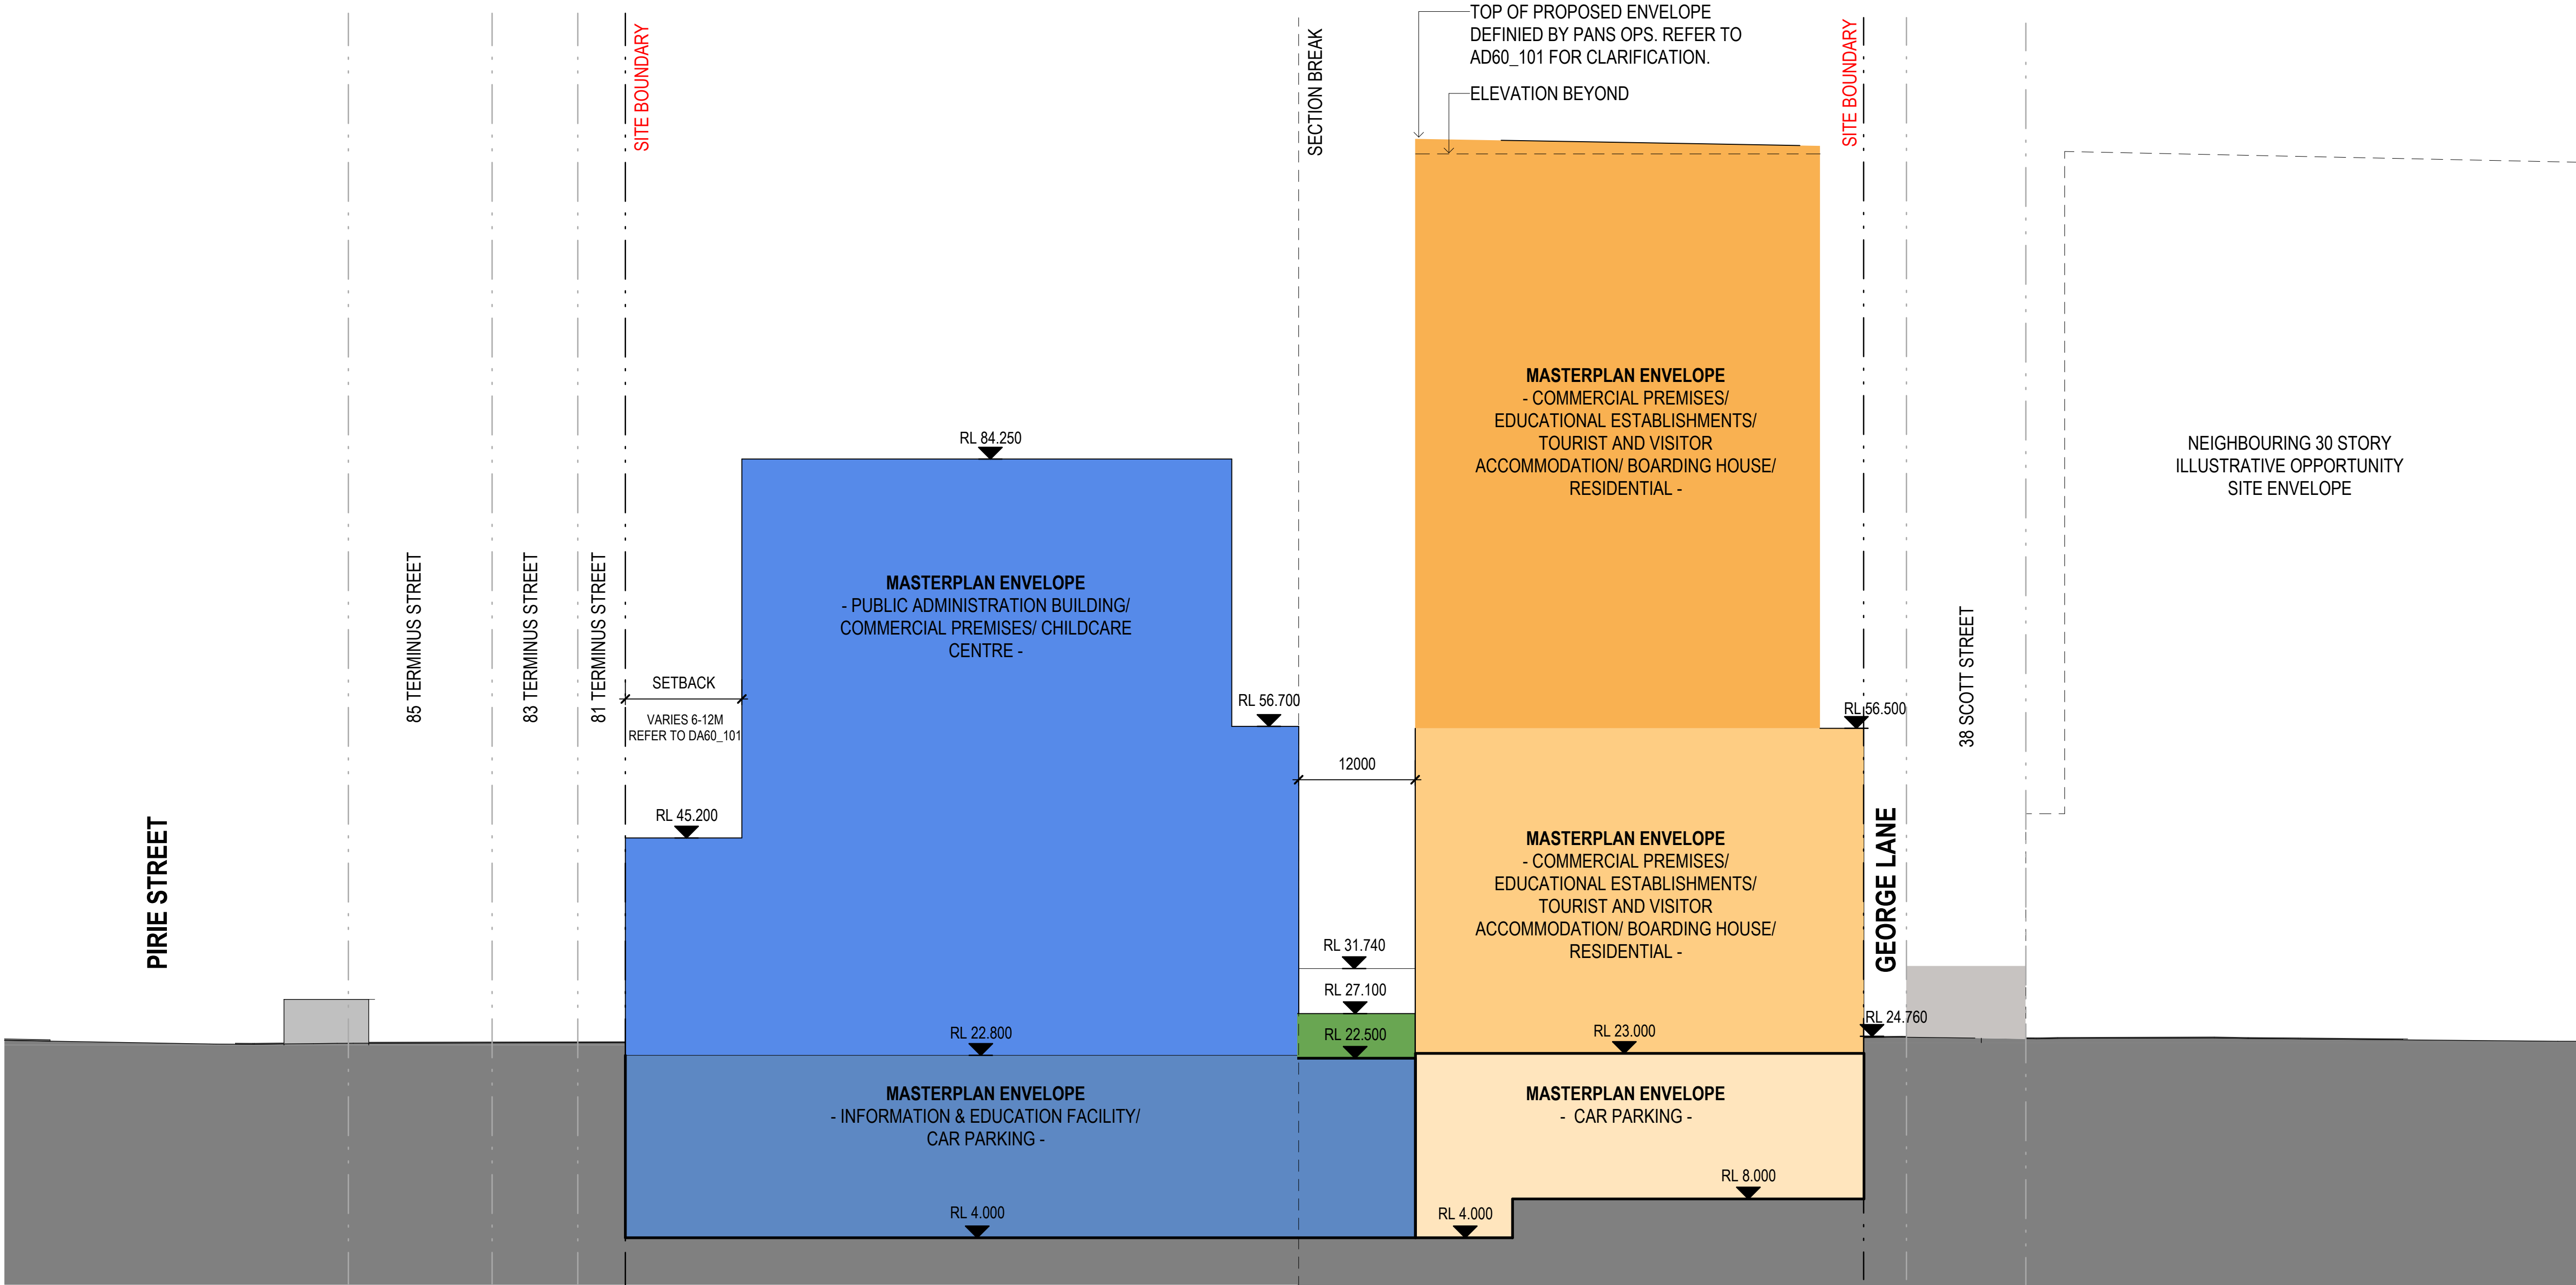 TOP OF PROPOSED ENVELOPE
DEFINIED BY PANS OPS. REFER TO
AD60_101 FOR CLARIFICATION.
ELEVATION BEYOND
SITE BOUNDARY
SECTION BREAK
SITE BOUNDARY
MASTERPLAN ENVELOPE
- COMMERCIAL PREMISES/
EDUCATIONAL ESTABLISHMENTS/
TOURIST AND VISITOR
ACCOMMODATION/ BOARDING HOUSE/
RESIDENTIAL -
NEIGHBOURING 30 STORY
ILLUSTRATIVE OPPORTUNITY
SITE ENVELOPE
RL 84.250
MASTERPLAN ENVELOPE
- PUBLIC ADMINISTRATION BUILDING/
COMMERCIAL PREMISES/ CHILDCARE
CENTRE -
85 TERMINUS STREET
83 TERMINUS STREET
81 TERMINUS STREET
38 SCOTT STREET
SETBACK
VARIES 6-12M
REFER TO DA60_101
RL 56.700
RL 56.500
12000
RL 45.200
PIRIE STREET
GEORGE LANE
MASTERPLAN ENVELOPE
- COMMERCIAL PREMISES/
EDUCATIONAL ESTABLISHMENTS/
TOURIST AND VISITOR
ACCOMMODATION/ BOARDING HOUSE/
RESIDENTIAL -
RL 31.740
RL 27.100
RL 24.760
RL 22.800
RL 22.500
RL 23.000
MASTERPLAN ENVELOPE
- INFORMATION & EDUCATION FACILITY/
CAR PARKING -
MASTERPLAN ENVELOPE
- CAR PARKING -
RL 8.000
RL 4.000
RL 4.000